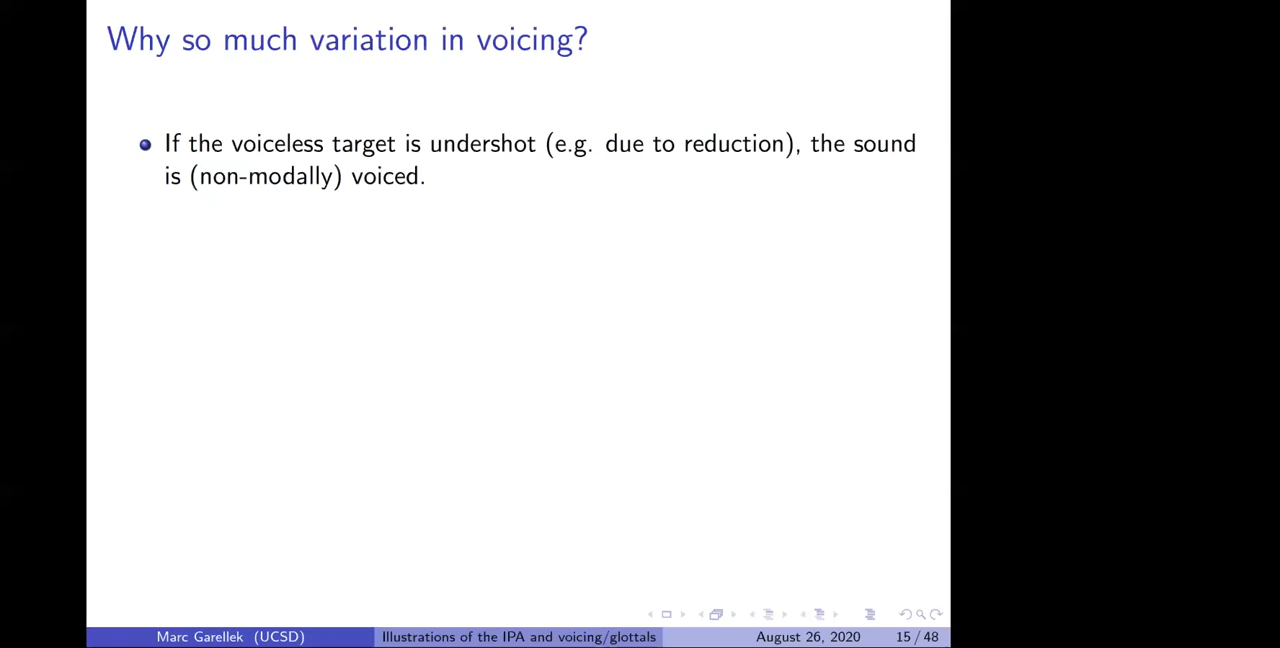 Why so much variation in voicing?
If the voiceless target is undershot (e.g. due to reduction), the sound
is (non-modally) voiced.
Marc Garellek (UCSD) Illustrations of the IPA and voicing/glottals August 26, 2020 15 / 48